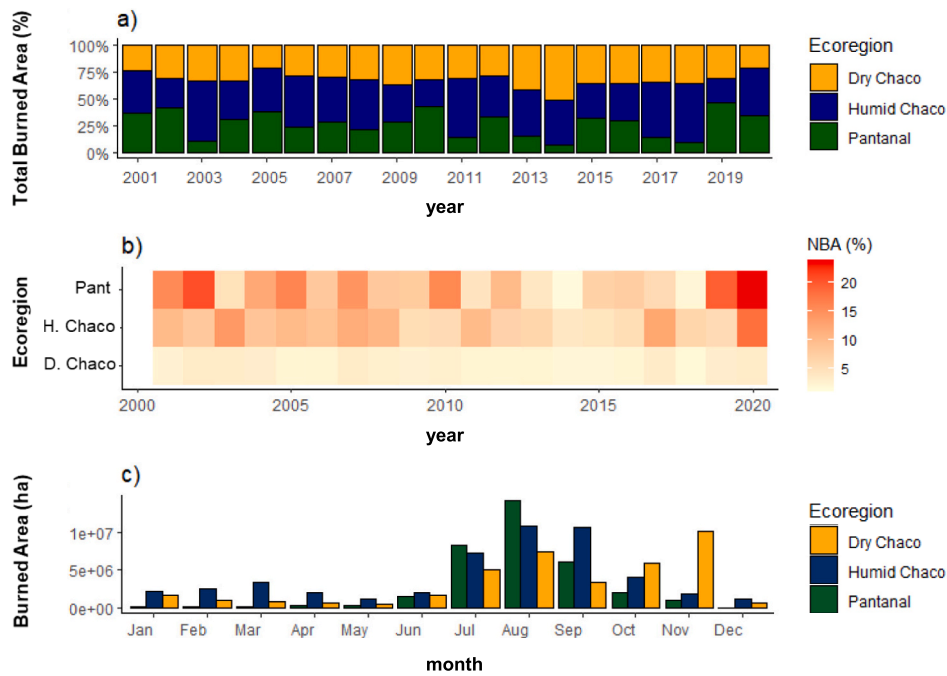 a)
Total Burned Area (%)
100%
75%
50%
25%
0%
2001 2003 2005 2007 2009 2011 2013 2015 2017 2019
year
Ecoregion
Dry Chaco
Humid Chaco
Pantanal
b)
Ecoregion
Pant
H. Chaco
D. Chaco
2000 2005 2010 2015 2020
year
NBA (%)
20
15
10
5
c)
Burned Area (ha)
1e+07
5e+06
0e+00
Jan Feb Mar Apr May Jun Jul Aug Sep Oct Nov Dec
month
Ecoregion
Dry Chaco
Humid Chaco
Pantanal